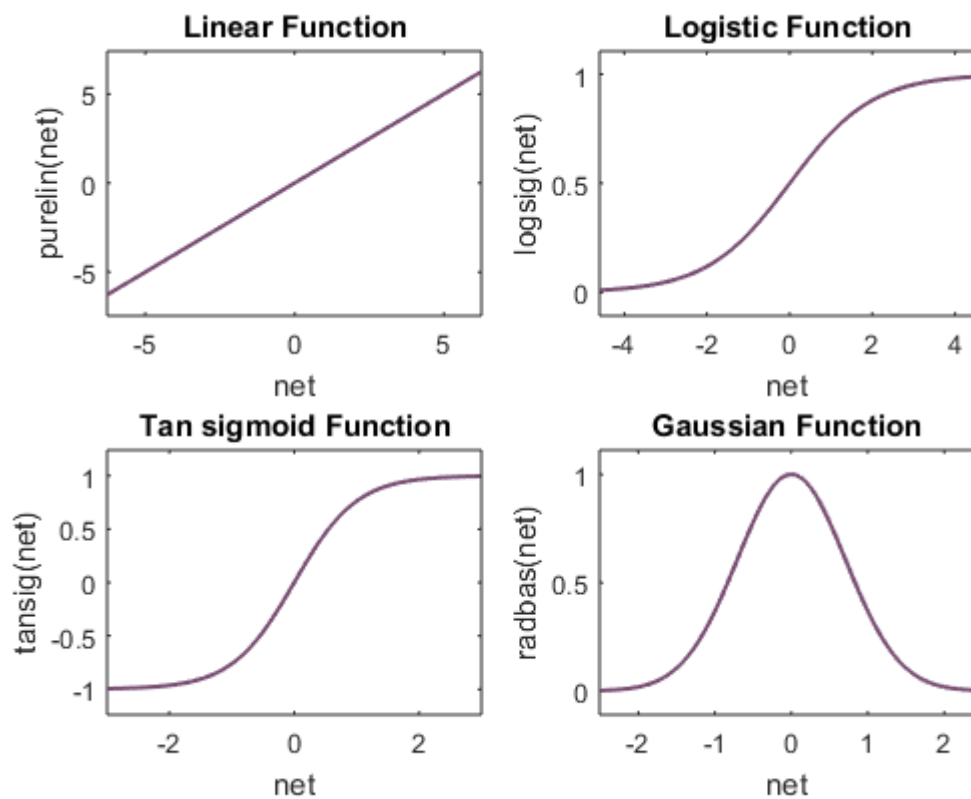 Linear Function
purelin(net)
5
0
-5
-5 0 5
net
Logistic Function
logsig(net)
1
0.5
0
-4 -2 0 2 4
net
Tan sigmoid Function
tansig(net)
1
0.5
0
-0.5
-1
-2 0 2
net
Gaussian Function
radbas(net)
1
0.5
0
-2 -1 0 1 2
net